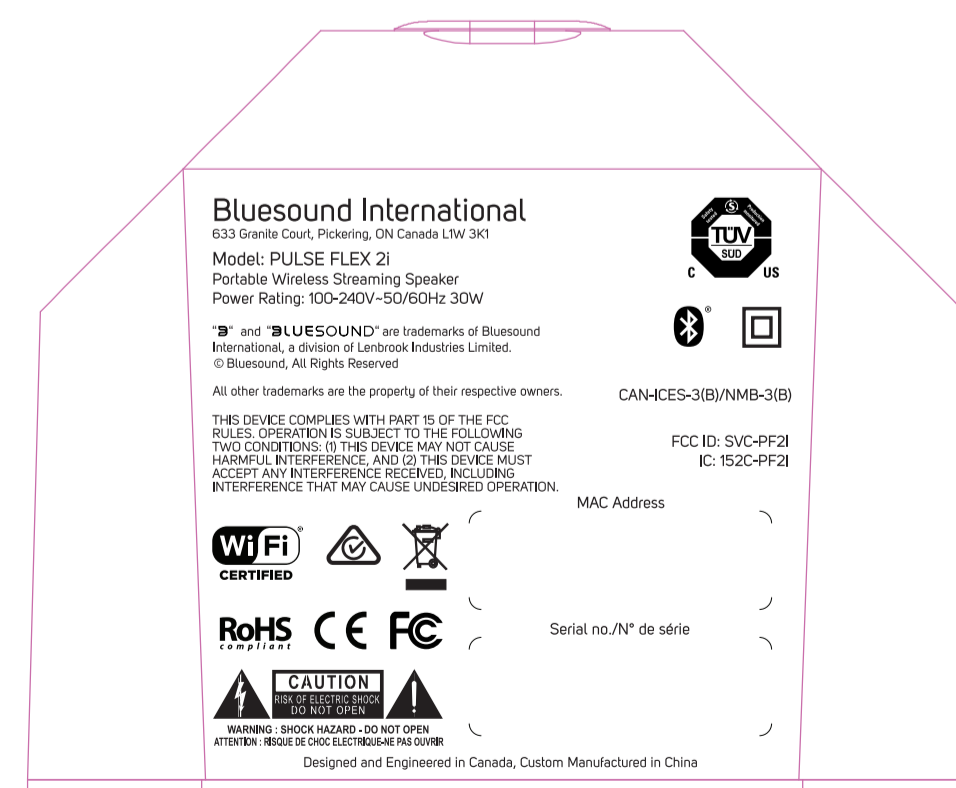 Bluesound International
633 Granite Court, Pickering, ON Canada L1W 3K1
Model: PULSE FLEX 2i
Portable Wireless Streaming Speaker
Power Rating: 100-240V~50/60Hz 30W
"B" and "BLUESOUND" are trademarks of Bluesound
International, a division of Lenbrook Industries Limited.
© Bluesound, All Rights Reserved
All other trademarks are the property of their respective owners.
THIS DEVICE COMPLIES WITH PART 15 OF THE FCC
RULES. OPERATION IS SUBJECT TO THE FOLLOWING
TWO CONDITIONS: (1) THIS DEVICE MAY NOT CAUSE
HARMFUL INTERFERENCE, AND (2) THIS DEVICE MUST
ACCEPT ANY INTERFERENCE RECEIVED, INCLUDING
INTERFERENCE THAT MAY CAUSE UNDESIRED OPERATION.
Safety tested
S
Production monitored
TÜV
SÜD
C US
®
CAN-ICES-3(B)/NMB-3(B)
FCC ID: SVC-PF2I
IC: 152C-PF2I
MAC Address
Wi Fi®
CERTIFIED
Serial no./N° de série
RoHS
compliant
CE
FC
CAUTION
RISK OF ELECTRIC SHOCK
DO NOT OPEN
!
WARNING : SHOCK HAZARD - DO NOT OPEN
ATTENTION : RISQUE DE CHOC ELECTRIQUE-NE PAS OUVRIR
Designed and Engineered in Canada, Custom Manufactured in China